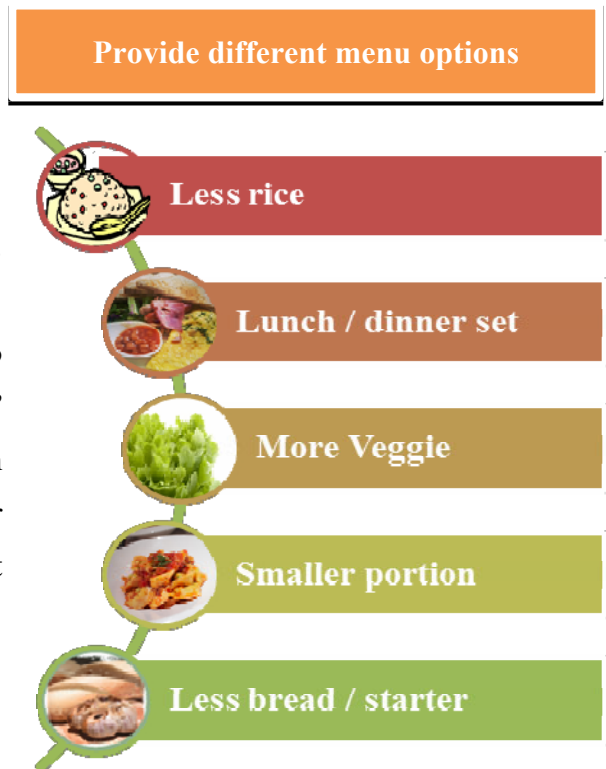 Provide different menu options
Less rice
Lunch / dinner set
More Veggie
Smaller portion
Less bread / starter